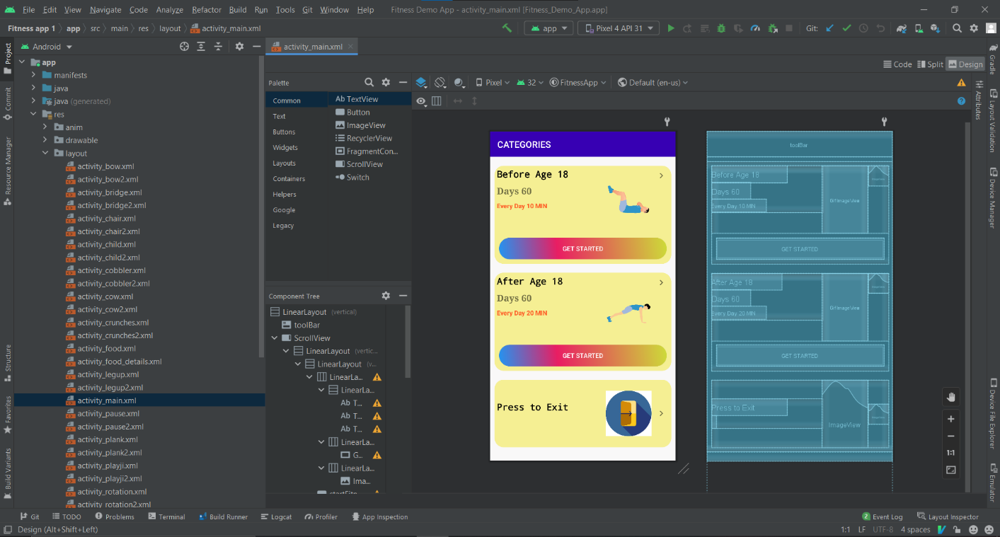 File Edit View Navigate Code Analyze Refactor Build Run Tools Git Window Help Fitness Demo App - activity_main.xml [Fitness_Demo_App.app]
Fitness app 1 app src main res layout activity_main.xml app Pixel 4 API 31 Git:
Android
activity_main.xml
Code Split Design
Project
Commit
Resource Manager
Structure
Favorites
Build Variants
app
manifests
java
java (generated)
res
anim
drawable
layout
activity_bow.xml
activity_bow2.xml
activity_bridge.xml
activity_bridge2.xml
activity_chair.xml
activity_chair2.xml
activity_child.xml
activity_child2.xml
activity_cobbler.xml
activity_cobbler2.xml
activity_cow.xml
activity_cow2.xml
activity_crunches.xml
activity_crunches2.xml
activity_food.xml
activity_food_details.xml
activity_legup.xml
activity_legup2.xml
activity_main.xml
activity_pause.xml
activity_pause2.xml
activity_plank.xml
activity_plank2.xml
activity_playji.xml
activity_playji2.xml
activity_rotation.xml
activity_rotation2.xml
Palette
Common
Text
Buttons
Widgets
Layouts
Containers
Helpers
Google
Legacy
Ab TextView
Button
ImageView
RecyclerView
FragmentCon...
ScrollView
Switch
Component Tree
LinearLayout (vertical)
toolBar
ScrollView
LinearLayout (vertic...
LinearLayout (v...
LinearLa...
LinearLa...
Ab T...
Ab T...
Ab T...
LinearLa...
G...
LinearLa...
Ima...
startFitn...
Pixel 32 FitnessApp Default (en-us)
CATEGORIES
Before Age 18
Days 60
Every Day 10 MIN
GET STARTED
After Age 18
Days 60
Every Day 20 MIN
GET STARTED
Press to Exit
toolBar
Before Age 18
Days 60
Every Day 10 MIN
GifImageView
GET STARTED
After Age 18
Days 60
Every Day 20 MIN
GifImageView
GET STARTED
Press to Exit
ImageView
1:1
Gradle
Attributes
Layout Validation
Device Manager
Device File Explorer
Emulator
Git TODO Problems Terminal Build Runner Logcat Profiler App Inspection 2 Event Log Layout Inspector
Design (Alt+Shift+Left) 1:1 LF UTF-8 4 spaces